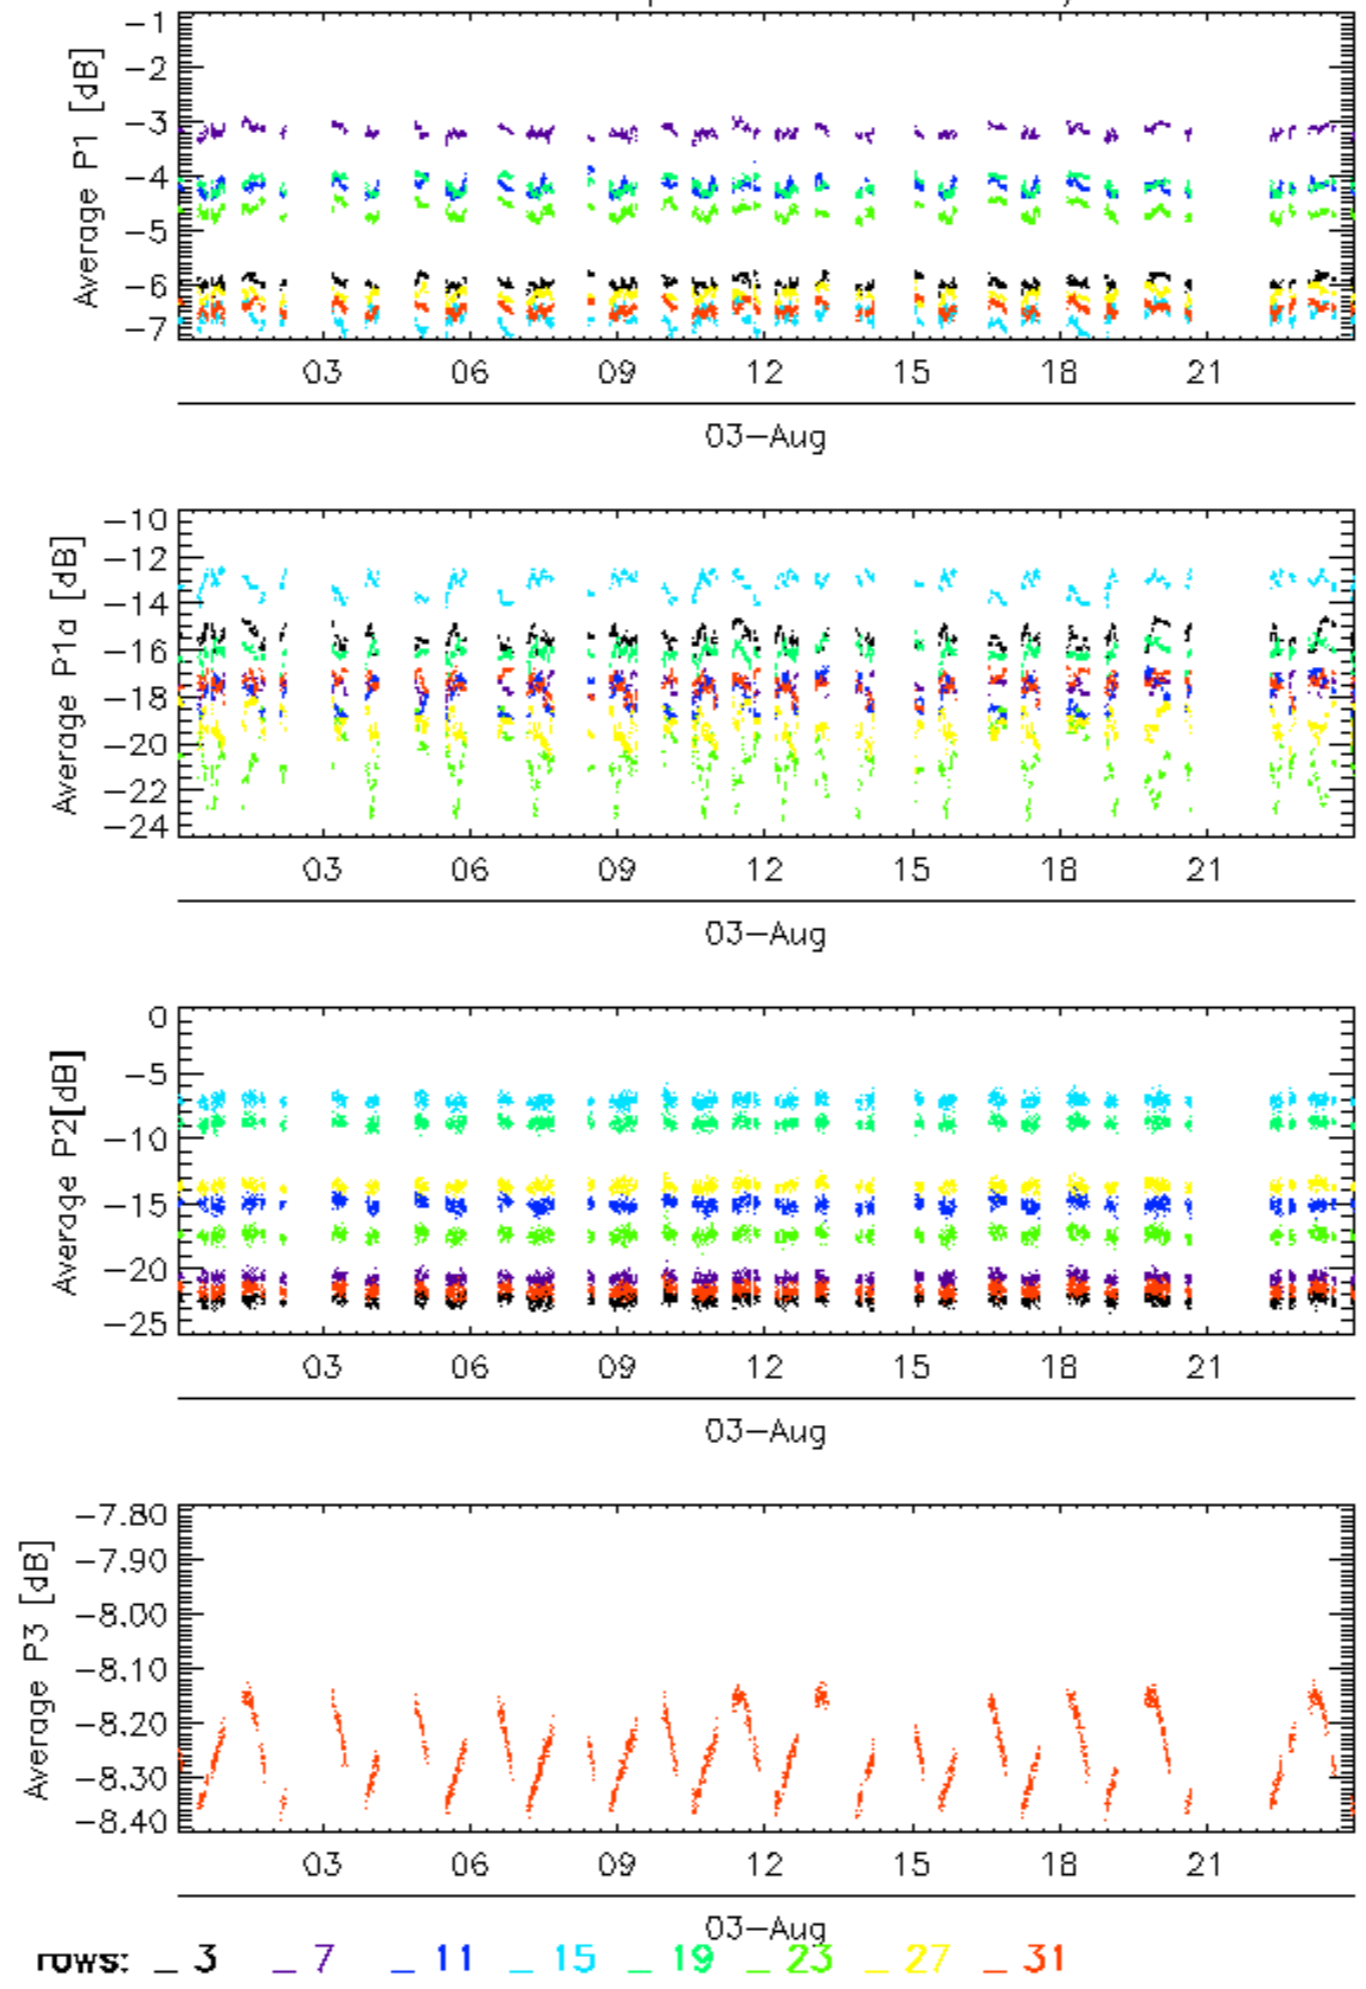 Average P1 [dB]
-1
-2
-3
-4
-5
-6
-7
03 06 09 12 15 18 21
03-Aug
Average P1a [dB]
-10
-12
-14
-16
-18
-20
-22
-24
03 06 09 12 15 18 21
03-Aug
Average P2[dB]
0
-5
-10
-15
-20
-25
03 06 09 12 15 18 21
03-Aug
Average P3 [dB]
-7.80
-7.90
-8.00
-8.10
-8.20
-8.30
-8.40
03 06 09 12 15 18 21
03-Aug
rows: _ 3 _ 7 _ 11 _ 15 _ 19 _ 23 _ 27 _ 31